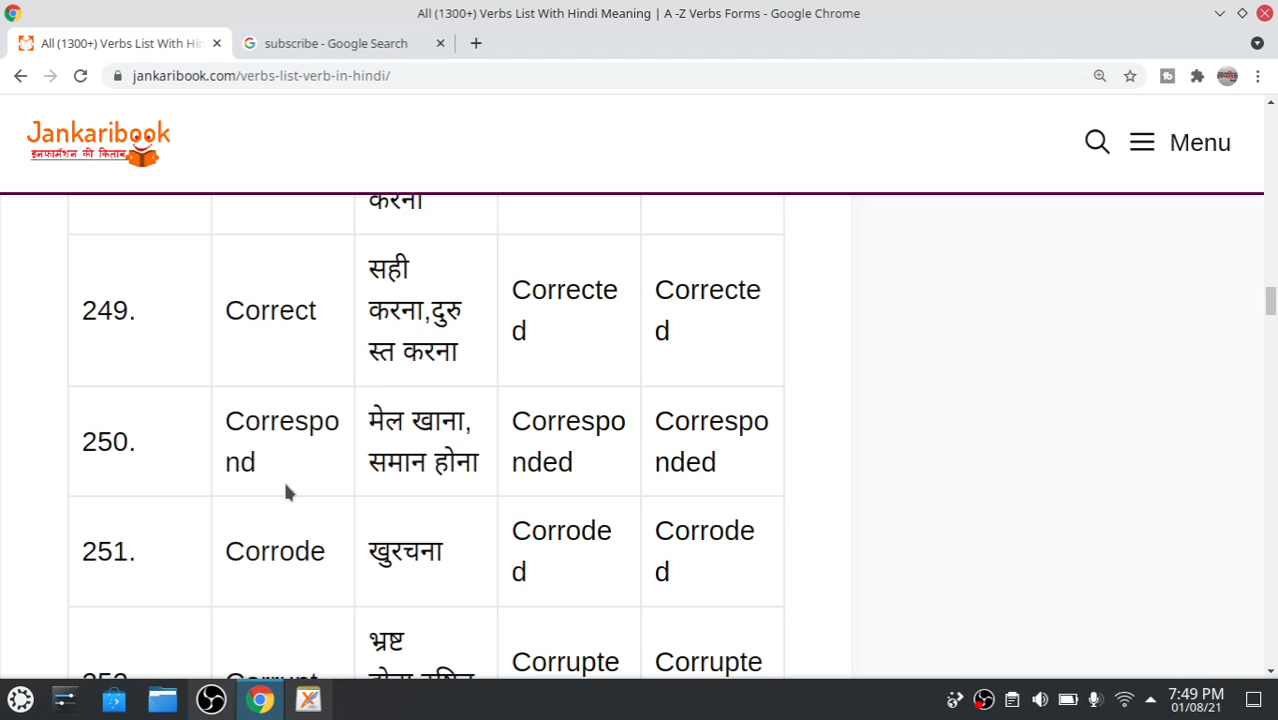 All (1300+) Verbs List With Hindi Meaning | A -Z Verbs Forms - Google Chrome
All (1300+) Verbs List With Hin
subscribe - Google Search
jankaribook.com/verbs-list-verb-in-hindi/
Jankaribook
इनफार्मेशन की किताब
Menu
करना
249.
Correct
सही
करना,दुरु
स्त करना
Correcte
d
Correcte
d
250.
Correspo
nd
मेल खाना,
समान होना
Correspo
nded
Correspo
nded
251.
Corrode
खुरचना
Corrode
d
Corrode
d
252.
Corrupt
भ्रष्ट
Corrupte
Corrupte
7:49 PM
01/08/21